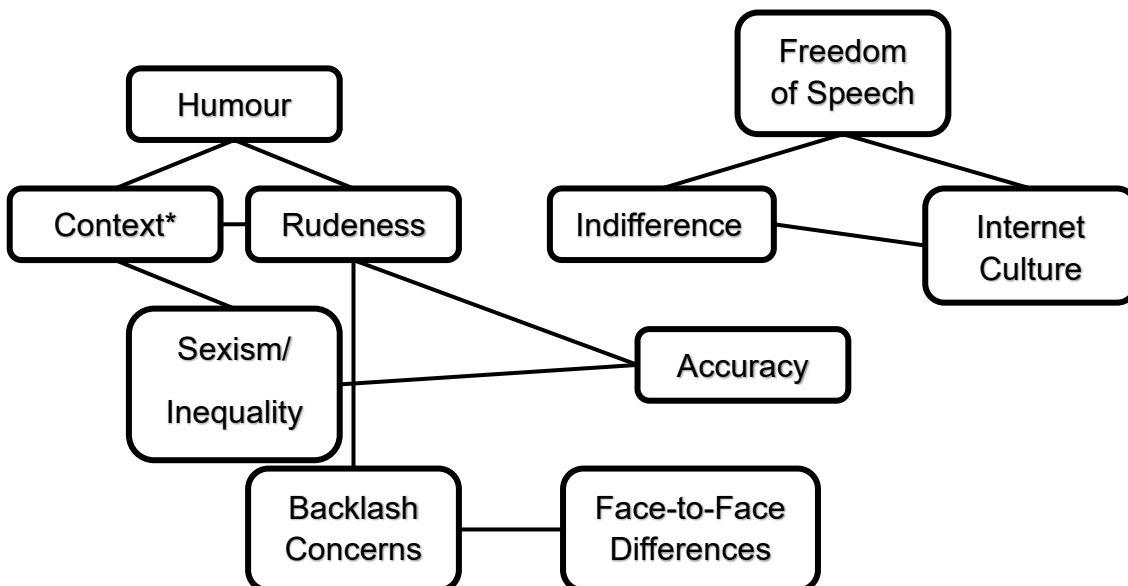 Freedom
of Speech
Humour
Context*
Rudeness
Indifference
Internet
Culture
Sexism/
Inequality
Accuracy
Backlash
Concerns
Face-to-Face
Differences